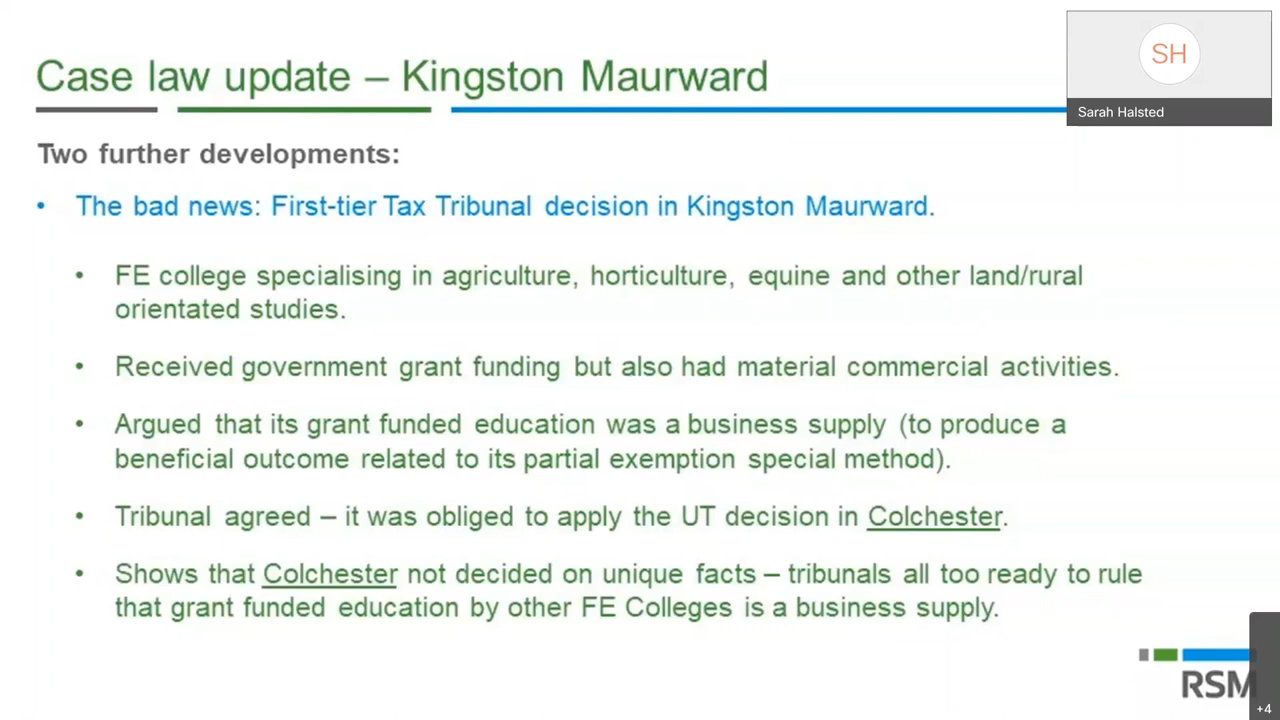 SH
Sarah Halsted
Case law update – Kingston Maurward
Two further developments:
• The bad news: First-tier Tax Tribunal decision in Kingston Maurward.
• FE college specialising in agriculture, horticulture, equine and other land/rural
orientated studies.
• Received government grant funding but also had material commercial activities.
• Argued that its grant funded education was a business supply (to produce a
beneficial outcome related to its partial exemption special method).
• Tribunal agreed – it was obliged to apply the UT decision in Colchester.
• Shows that Colchester not decided on unique facts – tribunals all too ready to rule
that grant funded education by other FE Colleges is a business supply.
RSM
+4